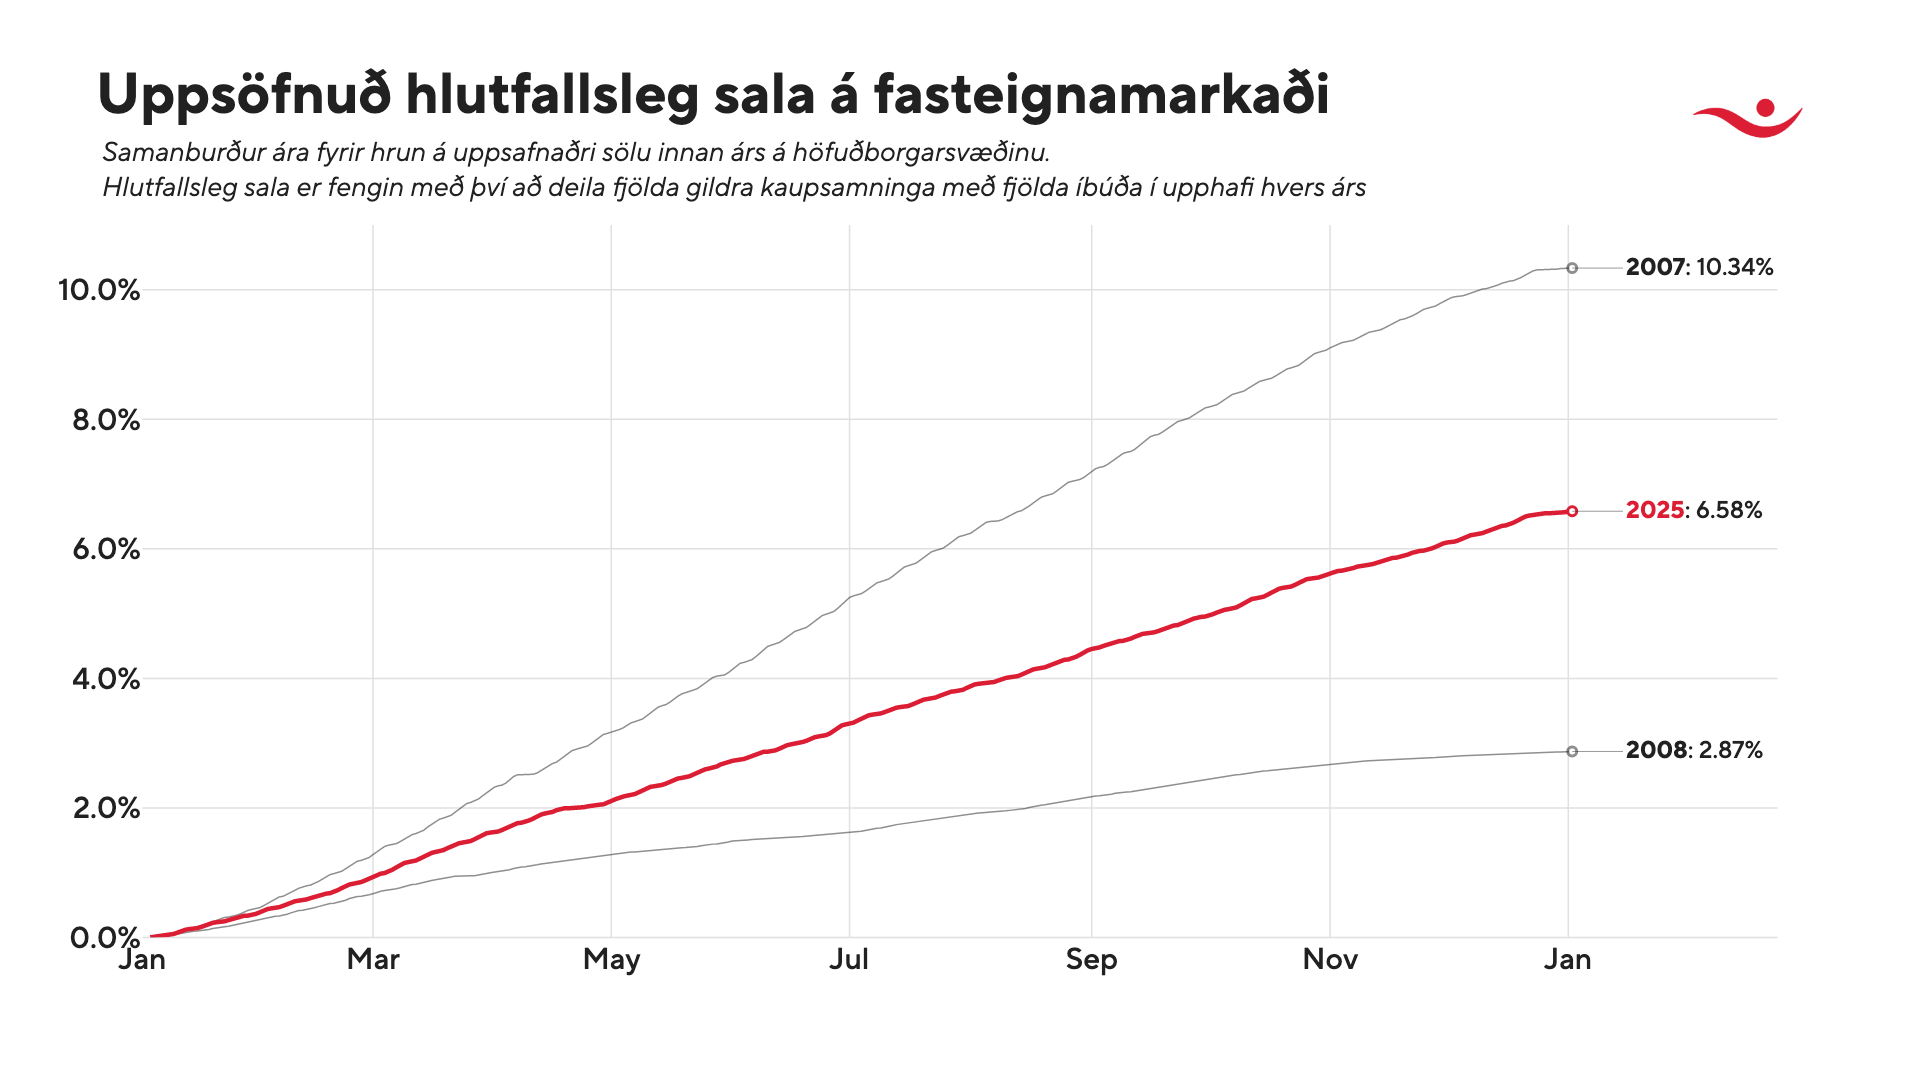 Uppsöfnuð hlutfallsleg sala á fasteignamarkaði
Samanburður ára fyrir hrun á uppsafnaðri sölu innan árs á höfuðborgarsvæðinu.
Hlutfallsleg sala er fengin með því að deila fjölda gildra kaupsamninga með fjölda íbúða í upphafi hvers árs
10.0%
8.0%
6.0%
4.0%
2.0%
0.0%
2007: 10.34%
2025: 6.58%
2008: 2.87%
Jan Mar May Jul Sep Nov Jan